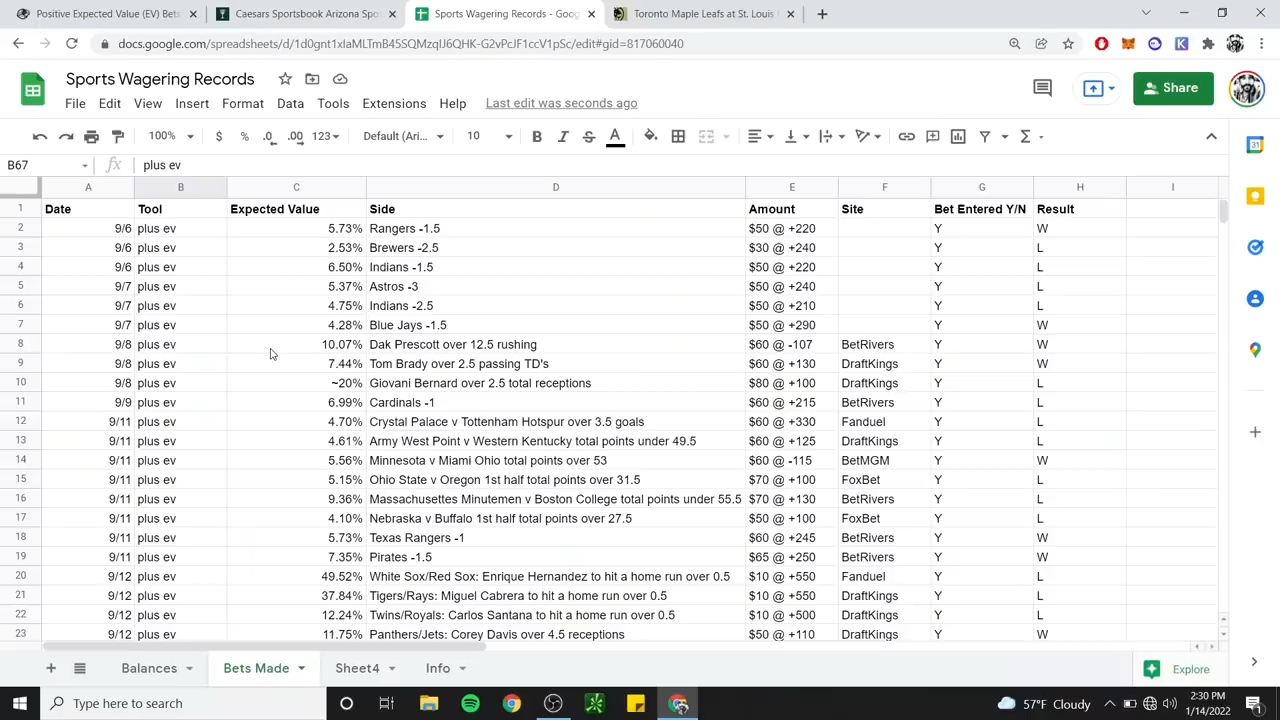 Positive Expected Value (EV) Bets
Caesars Sportsbook Arizona Spo
Sports Wagering Records - Goog
Toronto Maple Leafs at St. Louis
Sports Wagering Records
File Edit View Insert Format Data Tools Extensions Help Last edit was seconds ago
Share
100% $ % .0 .00 123 Default (Ari... 10 B I S A
B67 fx plus ev
A B C D E F G H I
1 Date Tool Expected Value Side Amount Site Bet Entered Y/N Result
2 9/6 plus ev 5.73% Rangers -1.5 $50 @ +220 Y W
3 9/6 plus ev 2.53% Brewers -2.5 $30 @ +240 Y L
4 9/6 plus ev 6.50% Indians -1.5 $50 @ +220 Y L
5 9/7 plus ev 5.37% Astros -3 $50 @ +240 Y L
6 9/7 plus ev 4.75% Indians -2.5 $50 @ +210 Y L
7 9/7 plus ev 4.28% Blue Jays -1.5 $50 @ +290 Y W
8 9/8 plus ev 10.07% Dak Prescott over 12.5 rushing $60 @ -107 BetRivers Y W
9 9/8 plus ev 7.44% Tom Brady over 2.5 passing TD's $60 @ +130 DraftKings Y W
10 9/8 plus ev ~20% Giovani Bernard over 2.5 total receptions $80 @ +100 DraftKings Y L
11 9/9 plus ev 6.99% Cardinals -1 $60 @ +215 BetRivers Y L
12 9/11 plus ev 4.70% Crystal Palace v Tottenham Hotspur over 3.5 goals $60 @ +330 Fanduel Y L
13 9/11 plus ev 4.61% Army West Point v Western Kentucky total points under 49.5 $60 @ +125 DraftKings Y L
14 9/11 plus ev 5.56% Minnesota v Miami Ohio total points over 53 $60 @ -115 BetMGM Y W
15 9/11 plus ev 5.15% Ohio State v Oregon 1st half total points over 31.5 $70 @ +100 FoxBet Y L
16 9/11 plus ev 9.36% Massachusetts Minutemen v Boston College total points under 55.5 $70 @ +130 BetRivers Y L
17 9/11 plus ev 4.10% Nebraska v Buffalo 1st half total points over 27.5 $50 @ +100 FoxBet Y L
18 9/11 plus ev 5.73% Texas Rangers -1 $60 @ +245 BetRivers Y W
19 9/11 plus ev 7.35% Pirates -1.5 $65 @ +250 BetRivers Y W
20 9/12 plus ev 49.52% White Sox/Red Sox: Enrique Hernandez to hit a home run over 0.5 $10 @ +550 Fanduel Y L
21 9/12 plus ev 37.84% Tigers/Rays: Miguel Cabrera to hit a home run over 0.5 $10 @ +550 DraftKings Y L
22 9/12 plus ev 12.24% Twins/Royals: Carlos Santana to hit a home run over 0.5 $10 @ +500 DraftKings Y L
23 9/12 plus ev 11.75% Panthers/Jets: Corey Davis over 4.5 receptions $50 @ +110 DraftKings Y W
Balances Bets Made Sheet4 Info Explore
Type here to search
57°F Cloudy
2:30 PM
1/14/2022